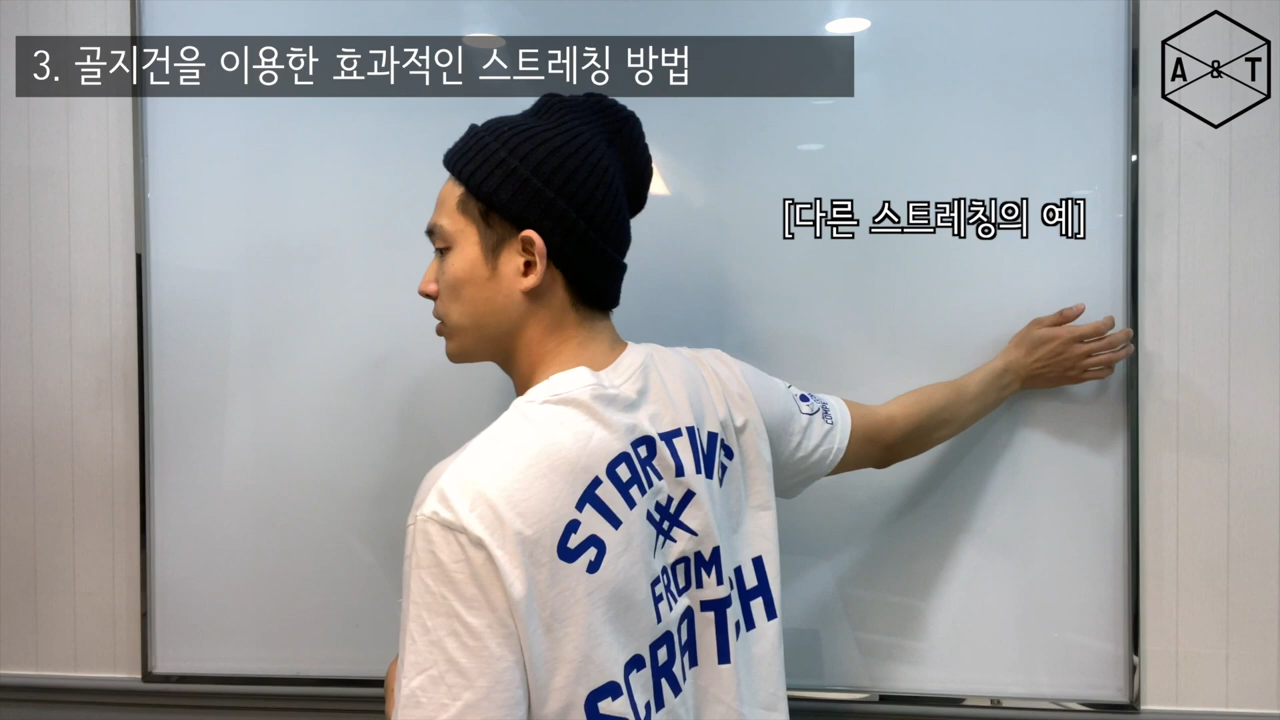 3. 골지건을 이용한 효과적인 스트레칭 방법
A & T
[다른 스트레칭의 예]
STARTING
FROM
SCRATCH